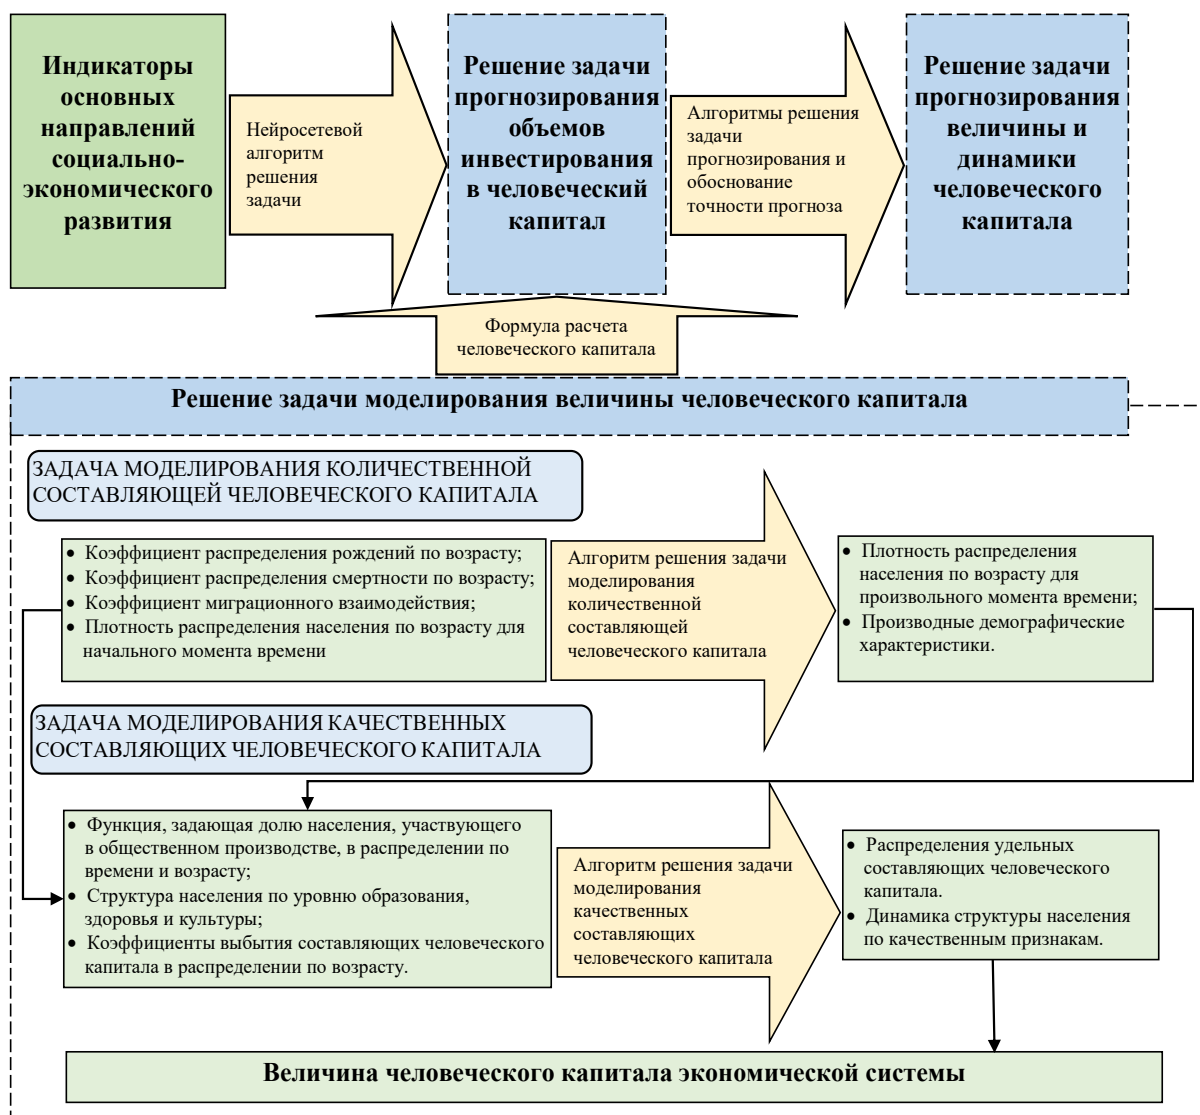 Индикаторы
основных
направлений
социально-
экономического
развития
Нейросетевой
алгоритм
решения
задачи
Решение задачи
прогнозирования
объемов
инвестирования
в человеческий
капитал
Алгоритмы решения
задачи
прогнозирования и
обоснование
точности прогноза
Решение задачи
прогнозирования
величины и
динамики
человеческого
капитала
Формула расчета
человеческого капитала
Решение задачи моделирования величины человеческого капитала
ЗАДАЧА МОДЕЛИРОВАНИЯ КОЛИЧЕСТВЕННОЙ
СОСТАВЛЯЮЩЕЙ ЧЕЛОВЕЧЕСКОГО КАПИТАЛА
• Коэффициент распределения рождений по возрасту;
• Коэффициент распределения смертности по возрасту;
• Коэффициент миграционного взаимодействия;
• Плотность распределения населения по возрасту для
начального момента времени
Алгоритм решения задачи
моделирования
количественной
составляющей
человеческого капитала
• Плотность распределения
населения по возрасту для
произвольного момента времени;
• Производные демографические
характеристики.
ЗАДАЧА МОДЕЛИРОВАНИЯ КАЧЕСТВЕННЫХ
СОСТАВЛЯЮЩИХ ЧЕЛОВЕЧЕСКОГО КАПИТАЛА
• Функция, задающая долю населения, участвующего
в общественном производстве, в распределении по
времени и возрасту;
• Структура населения по уровню образования,
здоровья и культуры;
• Коэффициенты выбытия составляющих человеческого
капитала в распределении по возрасту.
Алгоритм решения задачи
моделирования
качественных
составляющих
человеческого капитала
• Распределения удельных
составляющих человеческого
капитала.
• Динамика структуры населения
по качественным признакам.
Величина человеческого капитала экономической системы